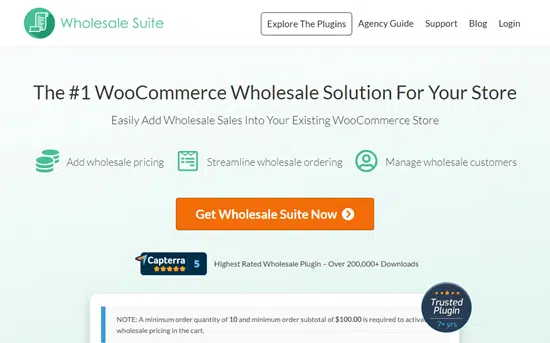 Wholesale Suite
Explore The Plugins
Agency Guide
Support
Blog
Login
The #1 WooCommerce Wholesale Solution For Your Store
Easily Add Wholesale Sales Into Your Existing WooCommerce Store
Add wholesale pricing
Streamline wholesale ordering
Manage wholesale customers
Get Wholesale Suite Now
Capterra 5
Highest Rated Wholesale Plugin – Over 200,000+ Downloads
Trusted
Plugin
7+ yrs
NOTE: A minimum order quantity of 10 and minimum order subtotal of $100.00 is required to activa
wholesale pricing in the cart.